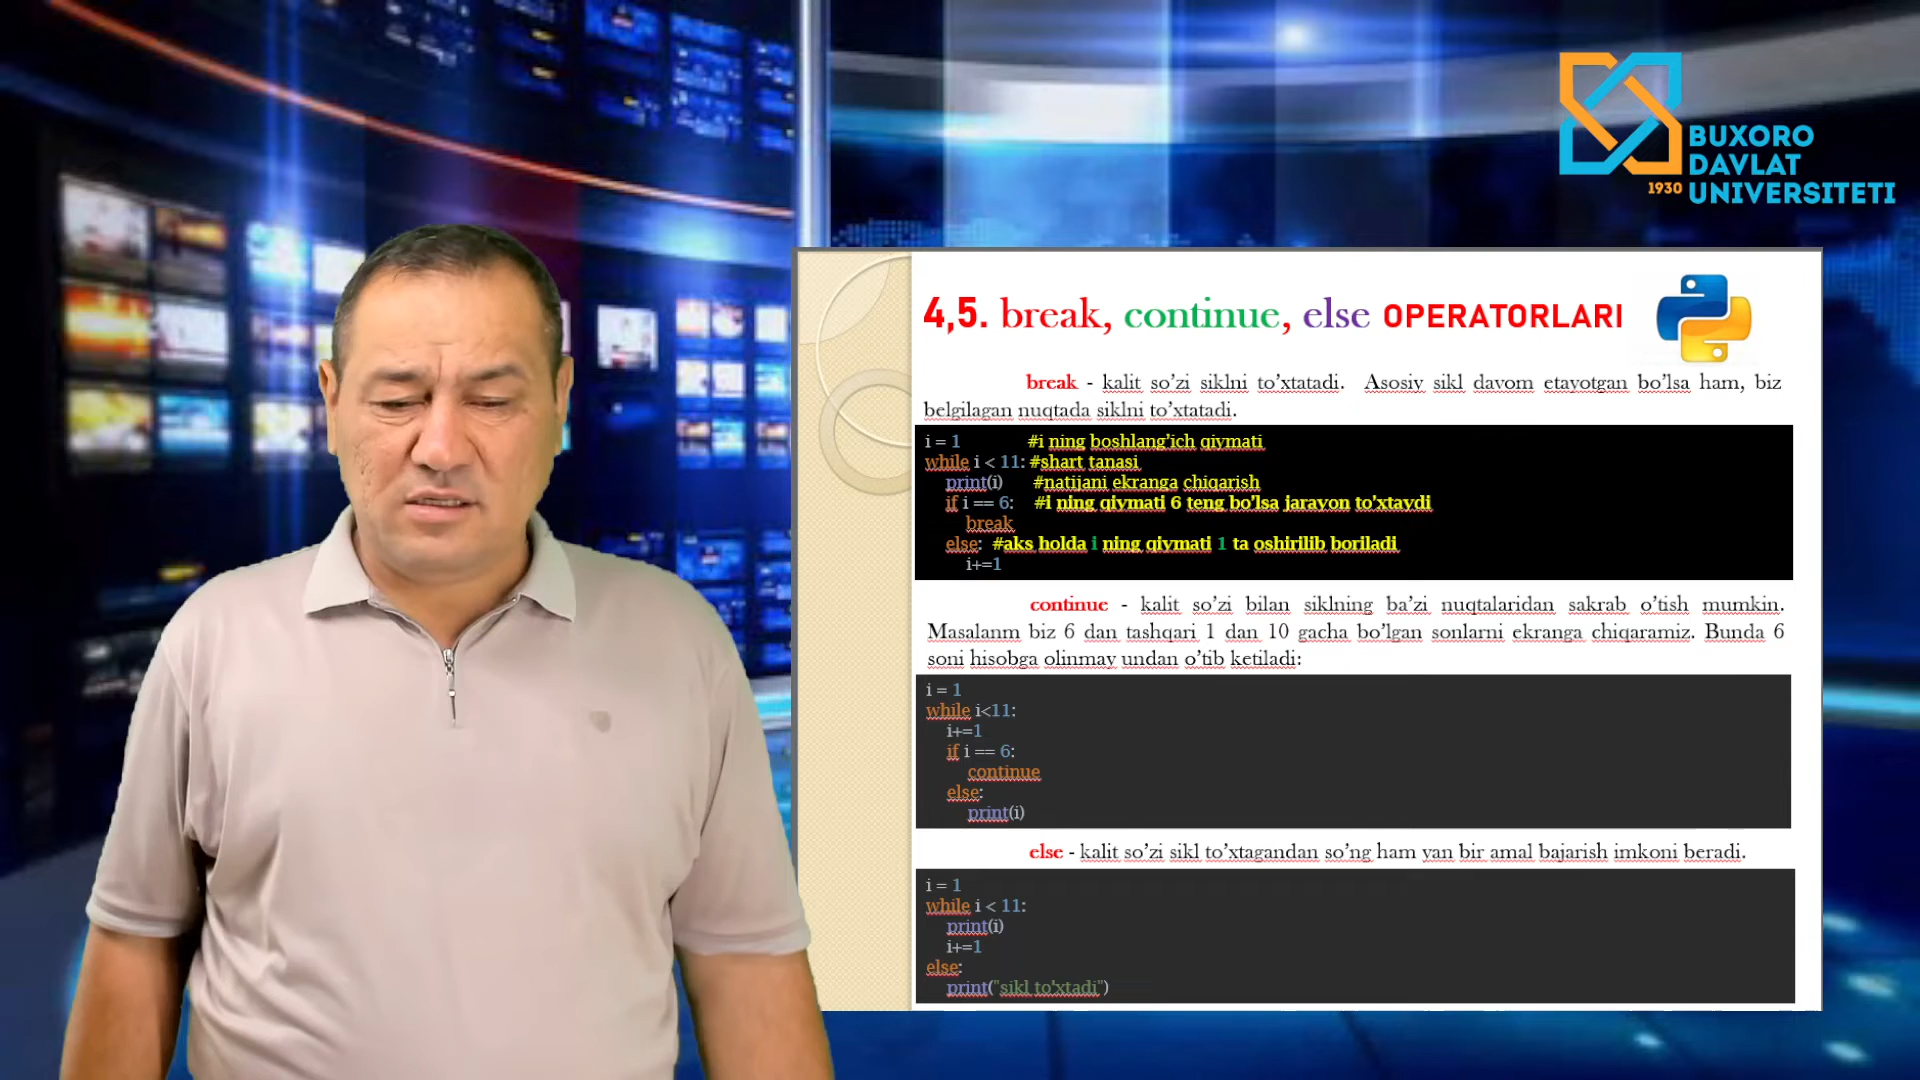 BUXORO
DAVLAT
1930 UNIVERSITETI
4,5. break, continue, else OPERATORLARI
break - kalit so’zi siklni to’xtatadi. Asosiv sikl davom etayotgan bo’lsa ham, biz
belgilagan nuqtada siklni to’xtatadi.
i = 1 #i ning boshlang’ich qiymati
while i < 11: #shart tanasi
print(i) #natijani ekranga chiqarish
if i == 6: #i ning qiymati 6 teng bo’lsa jarayon to’xtaydi
break
else: #aks holda i ning qiymati 1 ta oshirilib boriladi
i+=1
continue - kalit so’zi bilan siklning ba’zi nuqtalaridan sakrab o’tish mumkin.
Masalanm biz 6 dan tashqari 1 dan 10 gacha bo’lgan sonlarni ekranga chiqaramiz. Bunda 6
soni hisobga olinmay undan o’tib ketiladi:
i = 1
while i<11:
i+=1
if i == 6:
continue
else:
print(i)
else - kalit so’zi sikl to’xtagandan so’ng ham yan bir amal bajarish imkoni beradi.
i = 1
while i < 11:
print(i)
i+=1
else:
print("sikl to'xtadi")